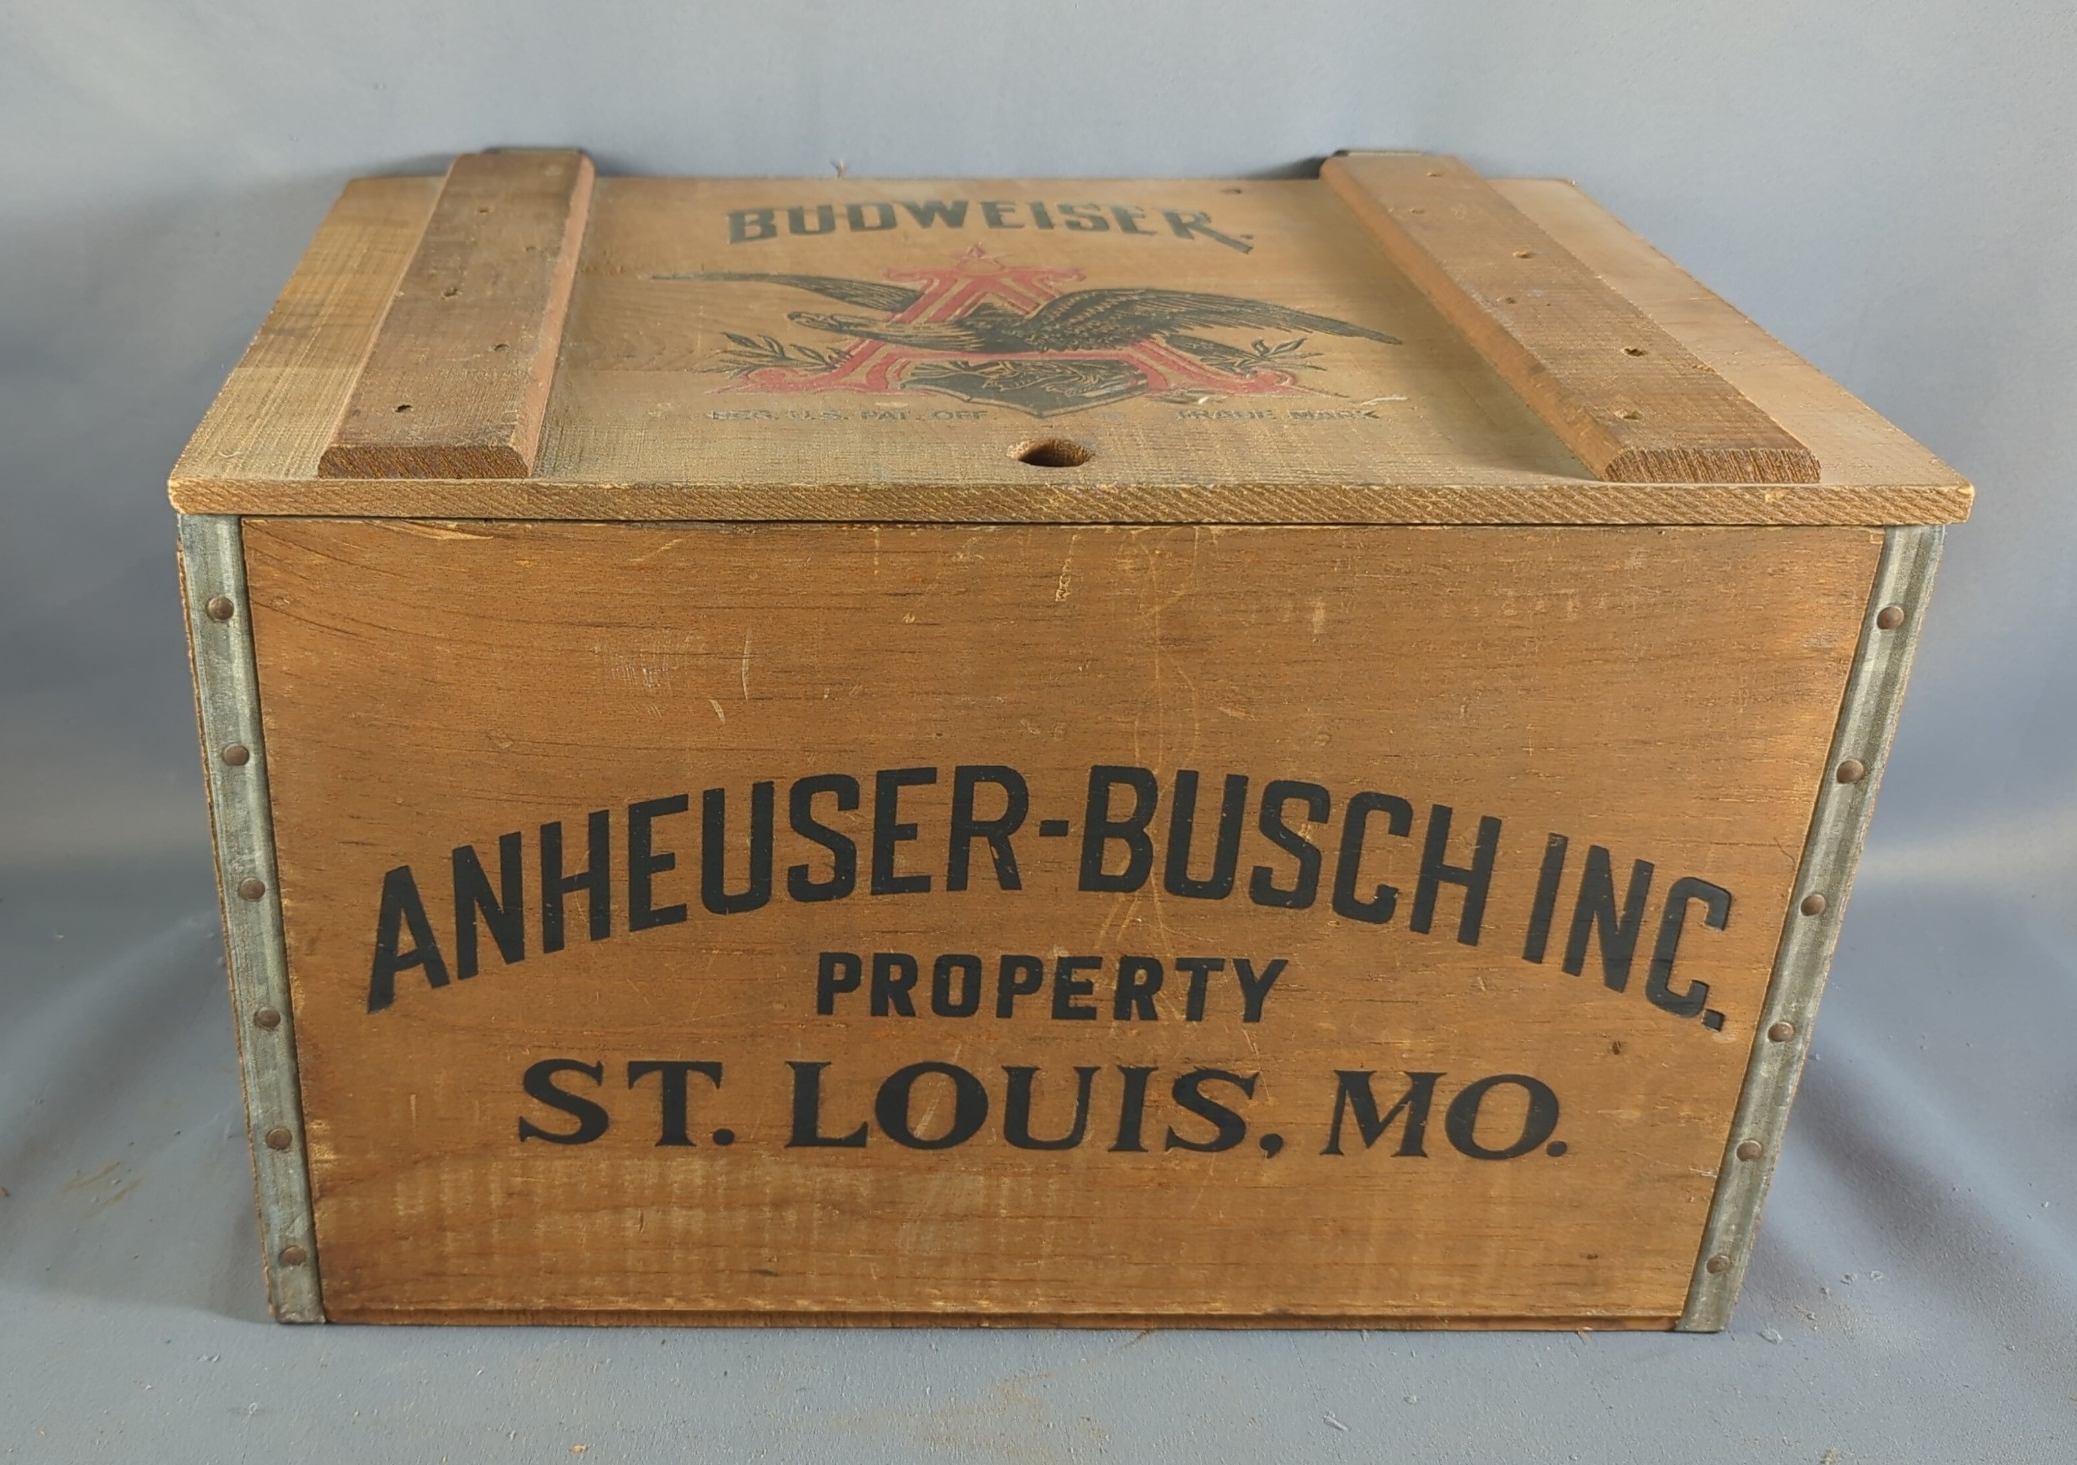 BUDWEISER.
REG. U.S. PAT. OFF. TRADE MARK
ANHEUSER-BUSCH INC.
PROPERTY
ST. LOUIS, MO.